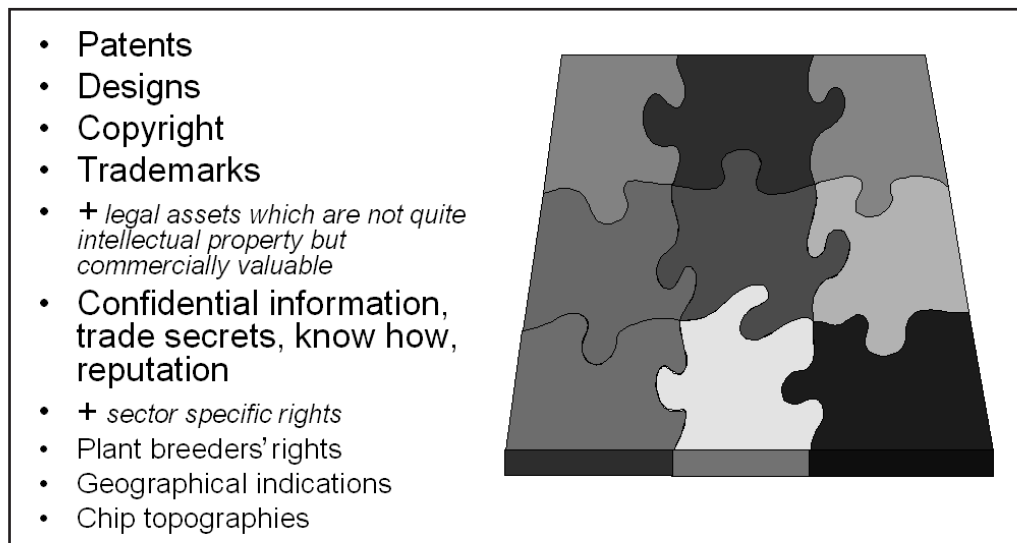 • Patents
• Designs
• Copyright
• Trademarks
• + legal assets which are not quite
intellectual property but
commercially valuable
• Confidential information,
trade secrets, know how,
reputation
• + sector specific rights
• Plant breeders' rights
• Geographical indications
• Chip topographies